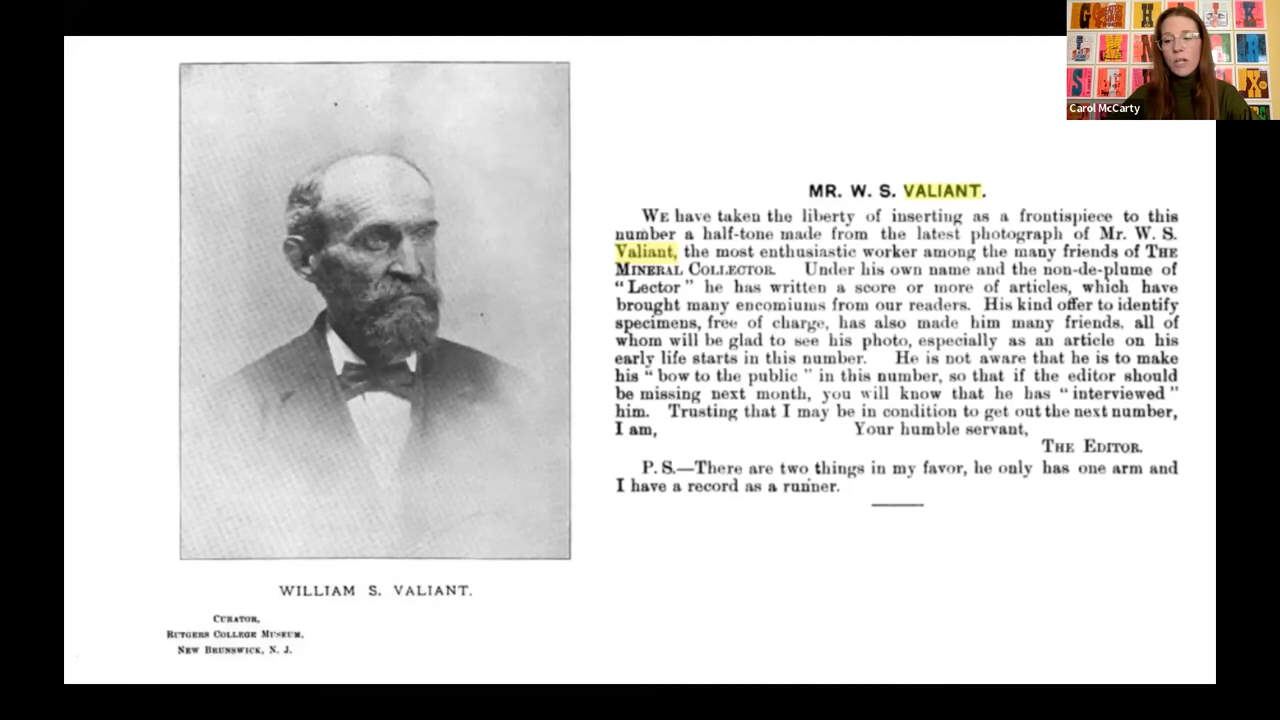 Carol McCarty
MR. W. S. VALIANT.
WE have taken the liberty of inserting as a frontispiece to this
number a half-tone made from the latest photograph of Mr. W. S.
Valiant, the most enthusiastic worker among the many friends of THE
MINERAL COLLECTOR. Under his own name and the non-de-plume of
"Lector" he has written a score or more of articles, which have
brought many encomiums from our readers. His kind offer to identify
specimens, free of charge, has also made him many friends, all of
whom will be glad to see his photo, especially as an article on his
early life starts in this number. He is not aware that he is to make
his "bow to the public" in this number, so that if the editor should
be missing next month, you will know that he has "interviewed"
him. Trusting that I may be in condition to get out the next number,
I am, Your humble servant,
THE EDITOR.
P. S.—There are two things in my favor, he only has one arm and
I have a record as a runner.
WILLIAM S. VALIANT.
CURATOR,
RUTGERS COLLEGE MUSEUM,
NEW BRUNSWICK, N. J.